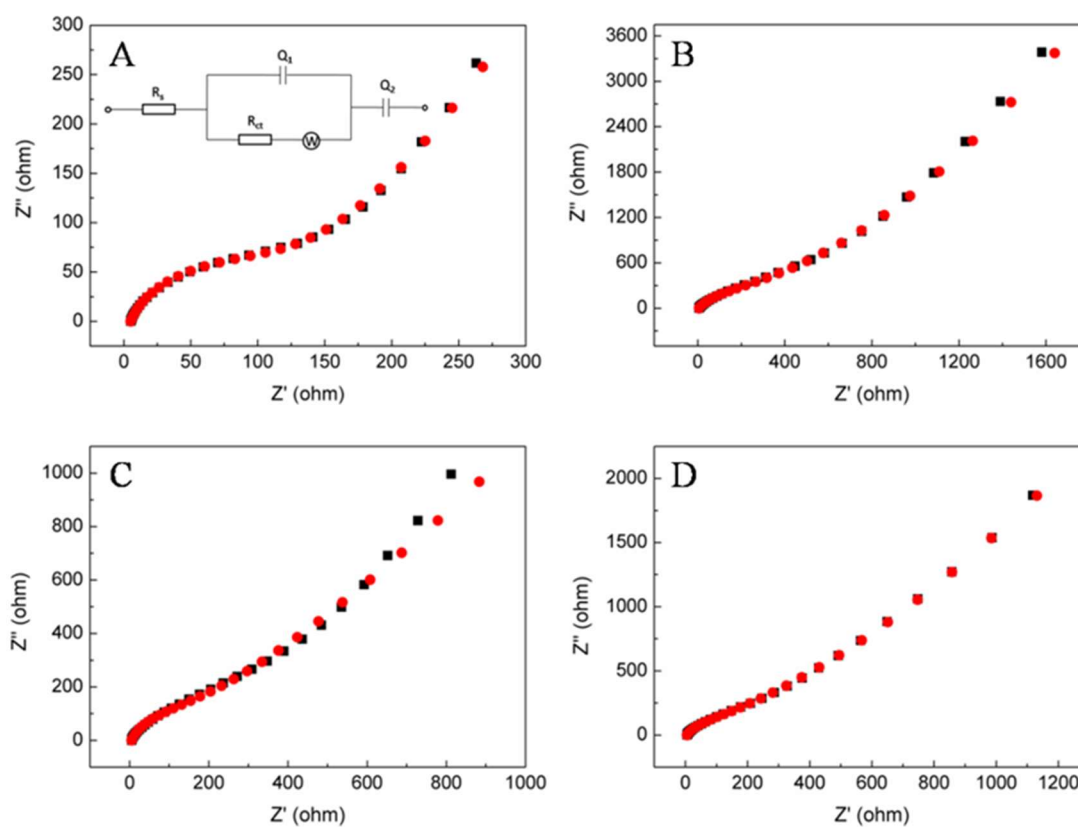 A
Q1
Rs
Q2
Rct
W
300
250
200
150
100
50
0
Z'' (ohm)
0 50 100 150 200 250 300
Z' (ohm)
B
3600
3000
2400
1800
1200
600
0
Z'' (ohm)
0 400 800 1200 1600
Z' (ohm)
C
1000
800
600
400
200
0
Z'' (ohm)
0 200 400 600 800 1000
Z' (ohm)
D
2000
1500
1000
500
0
Z'' (ohm)
0 200 400 600 800 1000 1200
Z' (ohm)